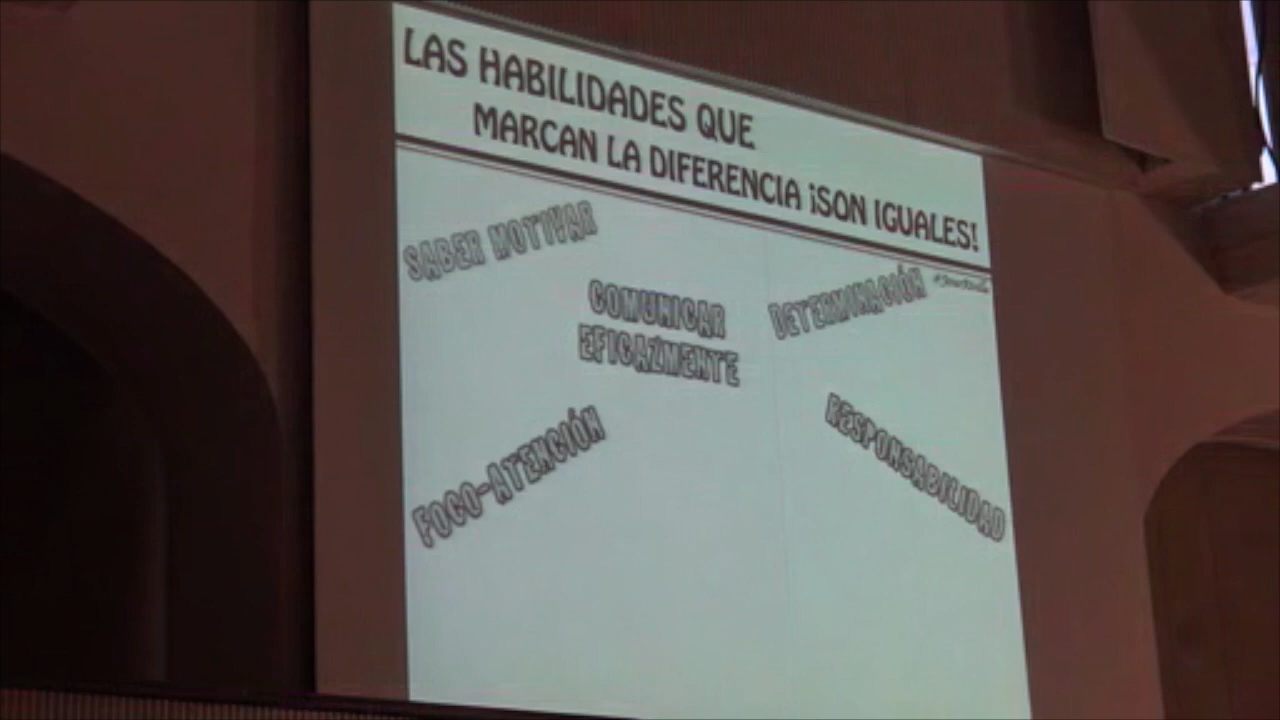 LAS HABILIDADES QUE
MARCAN LA DIFERENCIA ¡SON IGUALES!
SABER MOTIVAR
COMUNICAR
EFICAZMENTE
DETERMINACIÓN
FOCO-ATENCIÓN
RESPONSABILIDAD